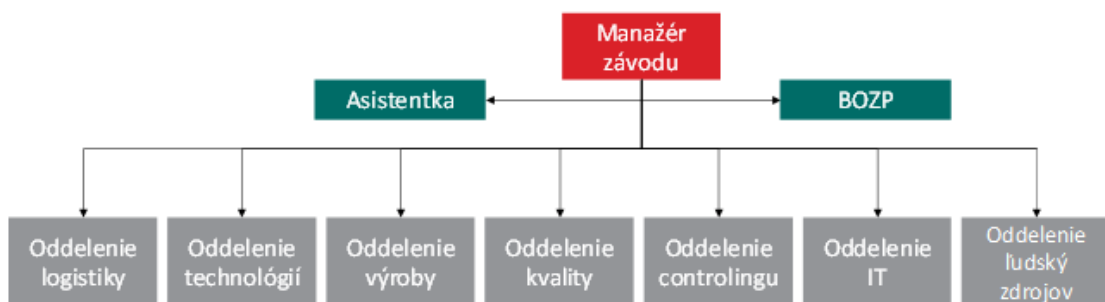 Manažér
závodu
Asistentka
BOZP
Oddelenie
logistiky
Oddelenie
technológií
Oddelenie
výroby
Oddelenie
kvality
Oddelenie
controlingu
Oddelenie
IT
Oddelenie
ľudský
zdrojov